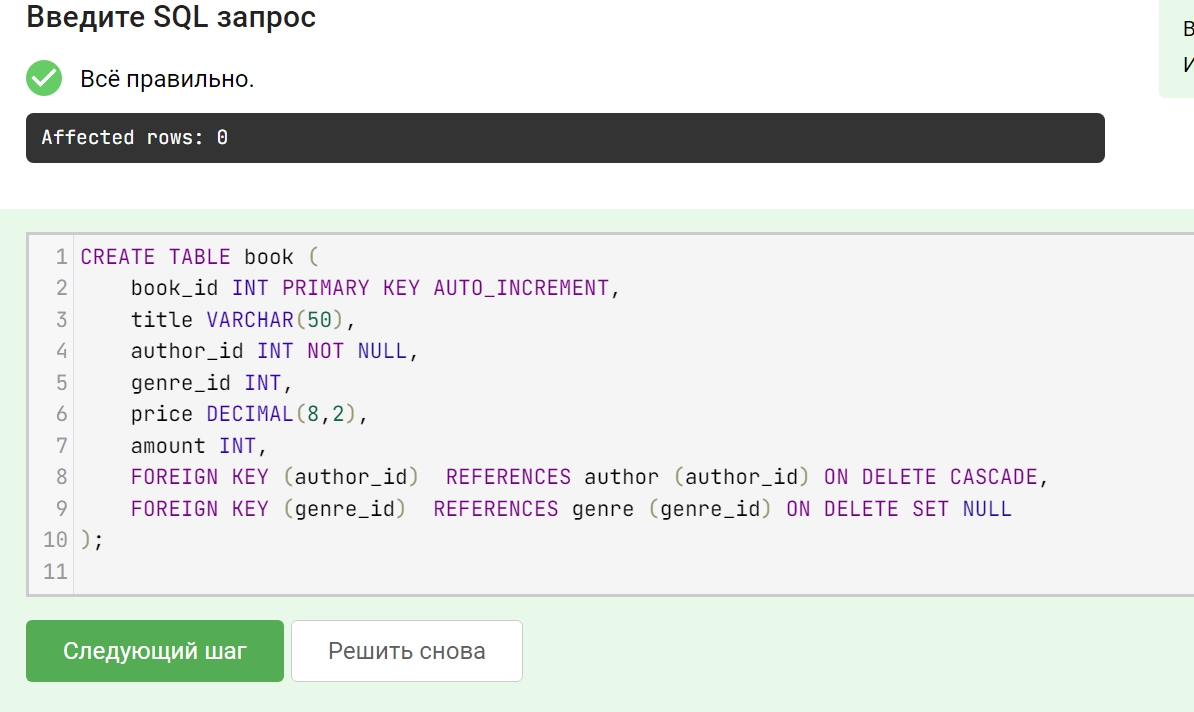 Введите SQL запрос
В
Всё правильно.
Affected rows: 0
1 CREATE TABLE book (
2     book_id INT PRIMARY KEY AUTO_INCREMENT,
3     title VARCHAR(50),
4     author_id INT NOT NULL,
5     genre_id INT,
6     price DECIMAL(8,2),
7     amount INT,
8     FOREIGN KEY (author_id)  REFERENCES author (author_id) ON DELETE CASCADE,
9     FOREIGN KEY (genre_id)  REFERENCES genre (genre_id) ON DELETE SET NULL
10 );
11
Следующий шаг
Решить снова